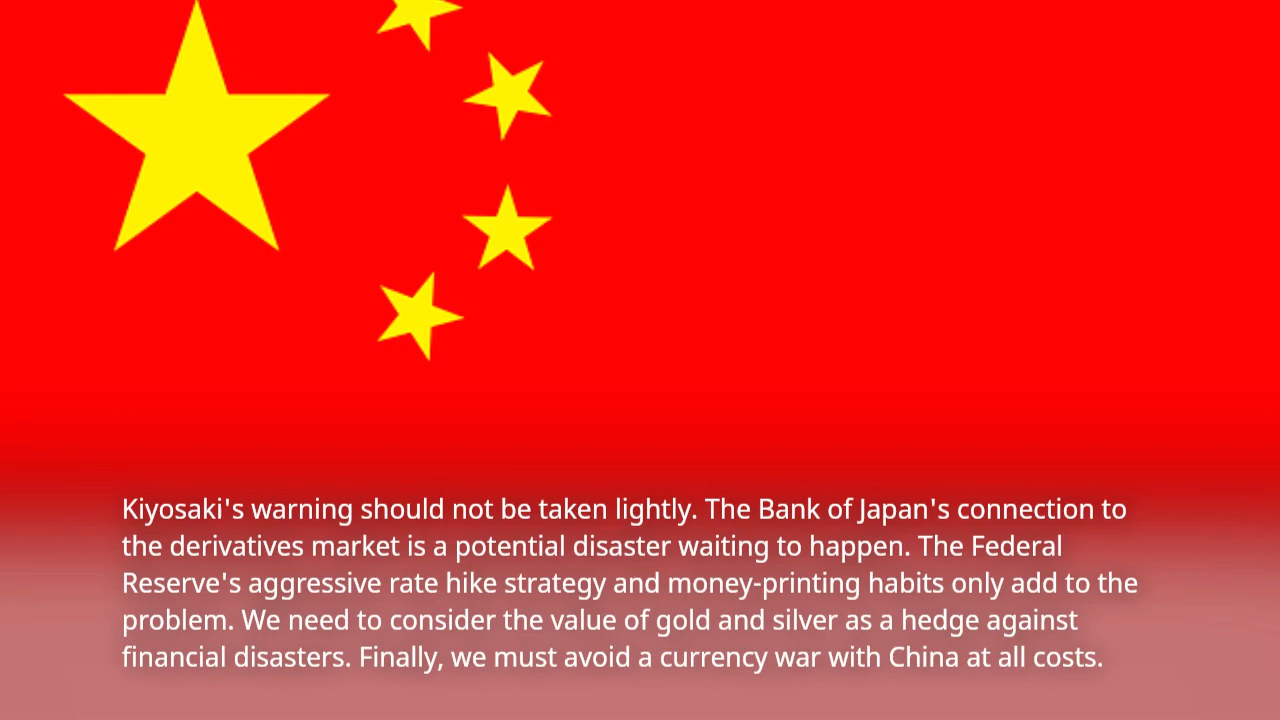 Kiyosaki's warning should not be taken lightly. The Bank of Japan's connection to
the derivatives market is a potential disaster waiting to happen. The Federal
Reserve's aggressive rate hike strategy and money-printing habits only add to the
problem. We need to consider the value of gold and silver as a hedge against
financial disasters. Finally, we must avoid a currency war with China at all costs.